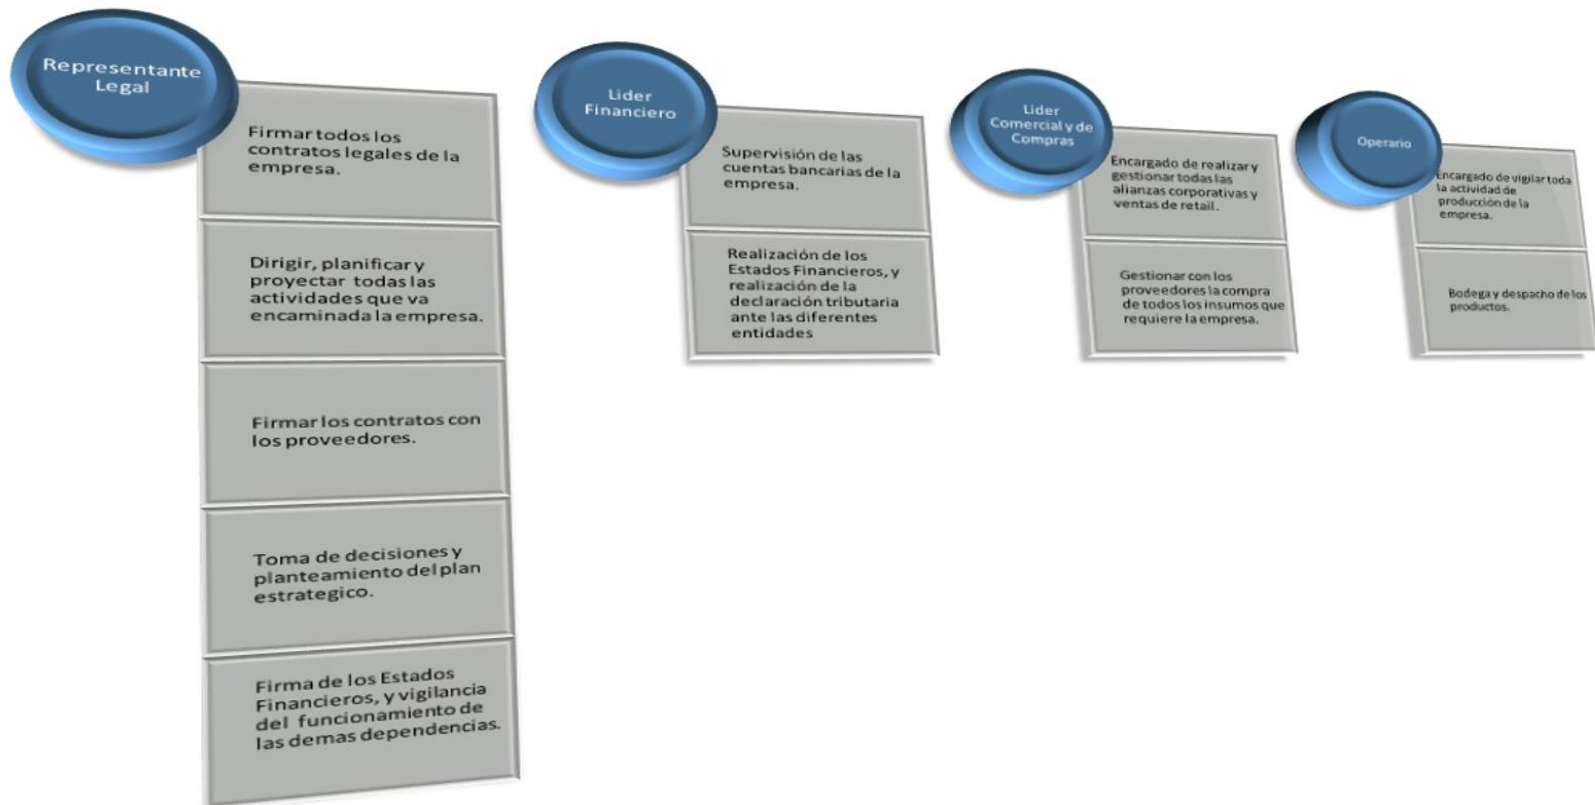 Representante
Legal
Firmar todos los
contratos legales de la
empresa.
Dirigir, planificar y
proyectar todas las
actividades que va
encaminada la empresa.
Firmar los contratos con
los proveedores.
Toma de decisiones y
planteamiento del plan
estrategico.
Firma de los Estados
Financieros, y vigilancia
del funcionamiento de
las demas dependencias.
Lider
Financiero
Supervisión de las
cuentas bancarias de la
empresa.
Realización de los
Estados Financieros, y
realización de la
declaración tributaria
ante las diferentes
entidades
Lider
Comercial y de
Compras
Encargado de realizar y
gestionar todas las
alianzas corporativas y
ventas de retail.
Gestionar con los
proveedores la compra
de todos los insumos que
requiere la empresa.
Operario
Encargado de vigilar toda
la actividad de
producción de la
empresa.
Bodega y despacho de los
productos.